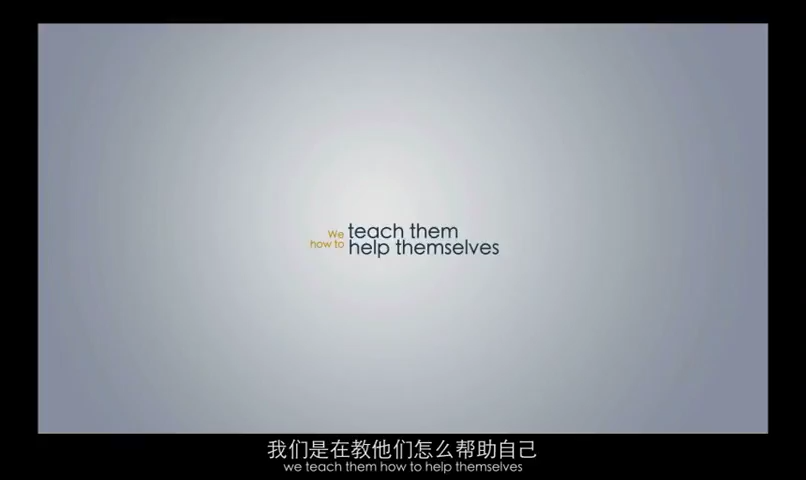 We teach them
how to help themselves
我们是在教他们怎么帮助自己
we teach them how to help themselves